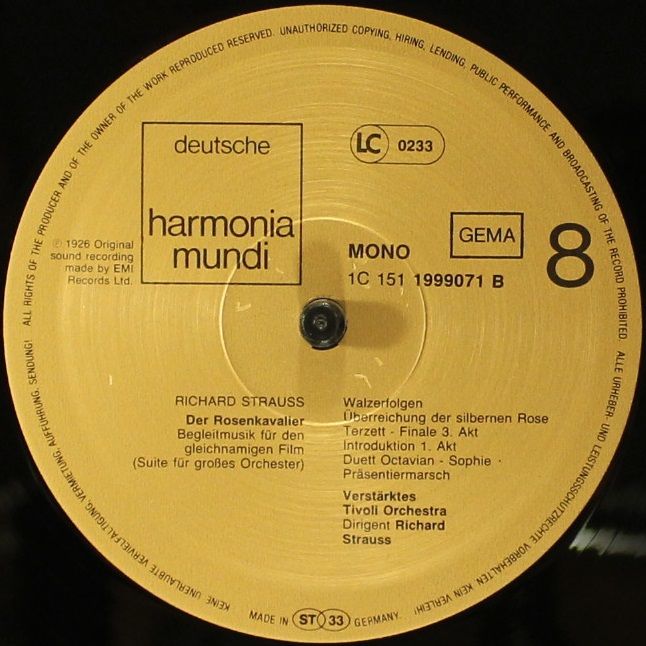 ALL RIGHTS OF THE PRODUCER AND OF THE OWNER OF THE WORK REPRODUCED RESERVED. UNAUTHORIZED COPYING, HIRING, LENDING, PUBLIC PERFORMANCE AND BROADCASTING OF THE RECORD PROHIBITED.
ALLE URHEBER- UND LEISTUNGSSCHUTZRECHTE VORBEHALTEN. KEIN VERLEIH! KEINE UNERLAUBTE VERVIELFÄLTIGUNG, VERMIETUNG, AUFFÜHRUNG, SENDUNG!
deutsche
harmonia
mundi
LC 0233
℗ 1926 Original
sound recording
made by EMI
Records Ltd.
MONO
GEMA
8
1C 151 1999071 B
RICHARD STRAUSS
Der Rosenkavalier
Begleitmusik für den
gleichnamigen Film
(Suite für großes Orchester)
Walzerfolgen
Überreichung der silbernen Rose
Terzett - Finale 3. Akt
Introduktion 1. Akt
Duett Octavian - Sophie ·
Präsentiermarsch
Verstärktes
Tivoli Orchestra
Dirigent Richard
Strauss
MADE IN ST 33 GERMANY.